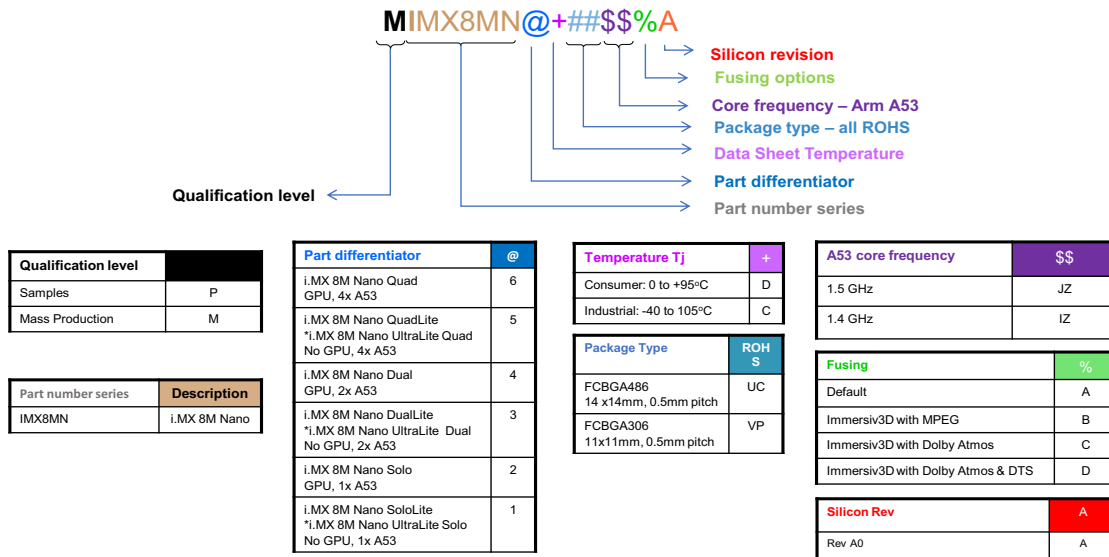 MIMX8MN@+##$$%A
Silicon revision
Fusing options
Core frequency – Arm A53
Package type – all ROHS
Data Sheet Temperature
Part differentiator
Part number series
Qualification level
Qualification level
Samples P
Mass Production M
Part number series Description
IMX8MN i.MX 8M Nano
Part differentiator @
i.MX 8M Nano Quad 6
GPU, 4x A53
i.MX 8M Nano QuadLite 5
*i.MX 8M Nano UltraLite Quad
No GPU, 4x A53
i.MX 8M Nano Dual 4
GPU, 2x A53
i.MX 8M Nano DualLite 3
*i.MX 8M Nano UltraLite Dual
No GPU, 2x A53
i.MX 8M Nano Solo 2
GPU, 1x A53
i.MX 8M Nano SoloLite 1
*i.MX 8M Nano UltraLite Solo
No GPU, 1x A53
Temperature Tj +
Consumer: 0 to +95°C D
Industrial: -40 to 105°C C
Package Type ROH
S
FCBGA486 UC
14 x14mm, 0.5mm pitch
FCBGA306 VP
11x11mm, 0.5mm pitch
A53 core frequency $$
1.5 GHz JZ
1.4 GHz IZ
Fusing %
Default A
Immersiv3D with MPEG B
Immersiv3D with Dolby Atmos C
Immersiv3D with Dolby Atmos & DTS D
Silicon Rev A
Rev A0 A